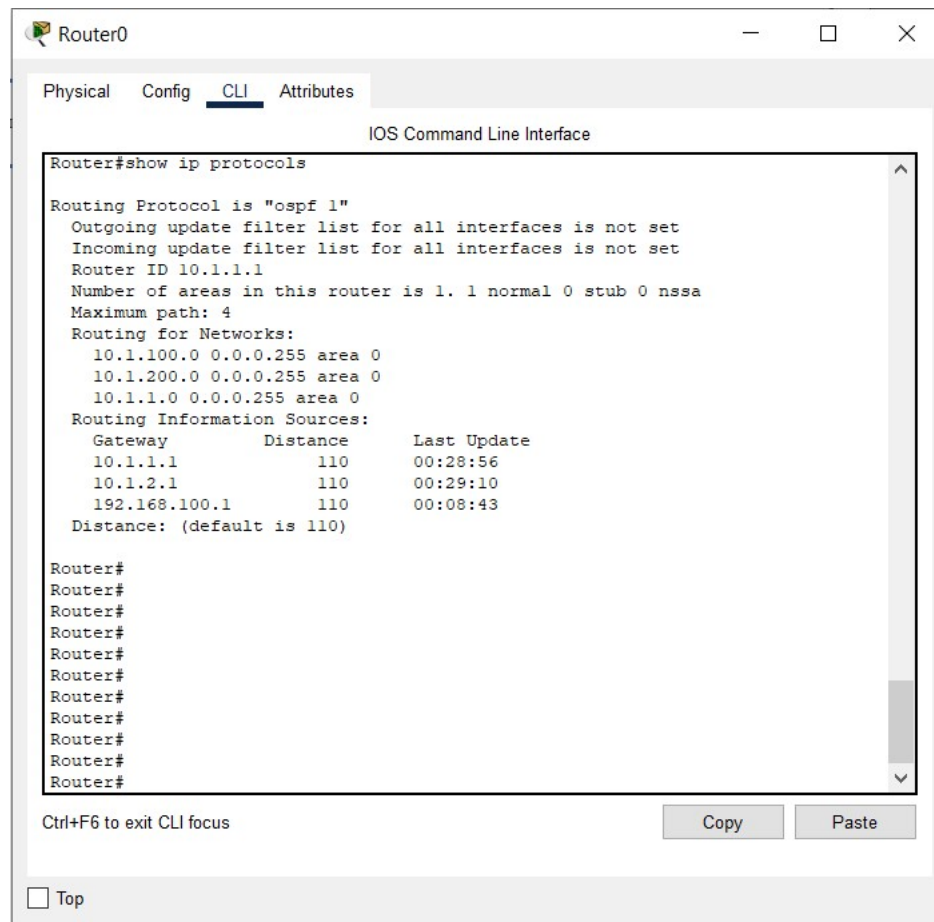 Router0
Physical Config CLI Attributes
IOS Command Line Interface
Router#show ip protocols
Routing Protocol is "ospf 1"
Outgoing update filter list for all interfaces is not set
Incoming update filter list for all interfaces is not set
Router ID 10.1.1.1
Number of areas in this router is 1. 1 normal 0 stub 0 nssa
Maximum path: 4
Routing for Networks:
10.1.100.0 0.0.0.255 area 0
10.1.200.0 0.0.0.255 area 0
10.1.1.0 0.0.0.255 area 0
Routing Information Sources:
Gateway Distance Last Update
10.1.1.1 110 00:28:56
10.1.2.1 110 00:29:10
192.168.100.1 110 00:08:43
Distance: (default is 110)
Router#
Router#
Router#
Router#
Router#
Router#
Router#
Router#
Router#
Router#
Router#
Ctrl+F6 to exit CLI focus
Copy Paste
Top